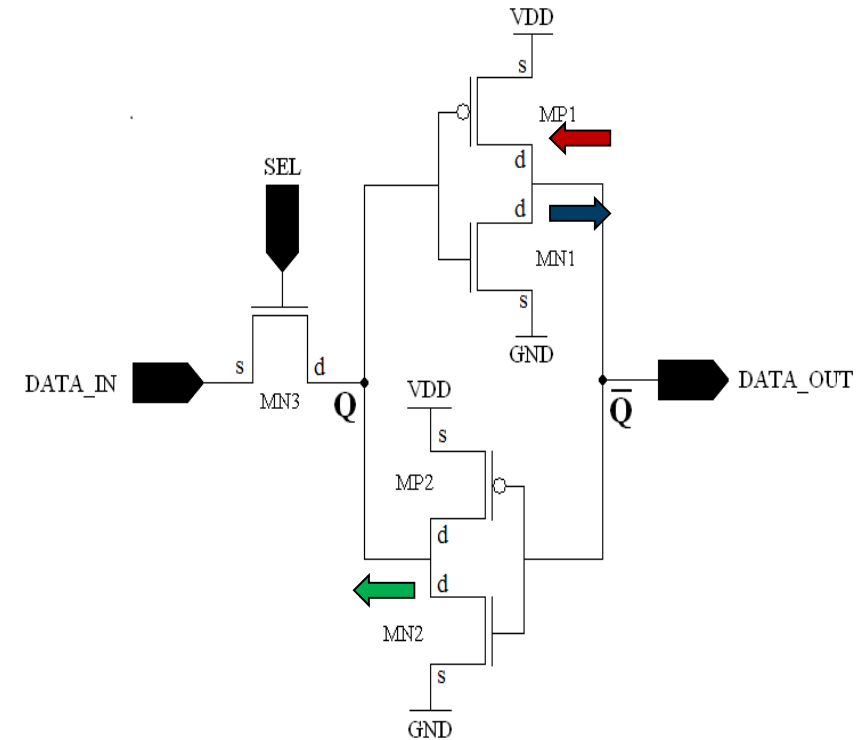 VDD
s
MP1
d
SEL
d
MN1
s
GND
s
d
DATA_IN
MN3
Q
VDD
Q̅
DATA_OUT
s
MP2
d
d
MN2
s
GND